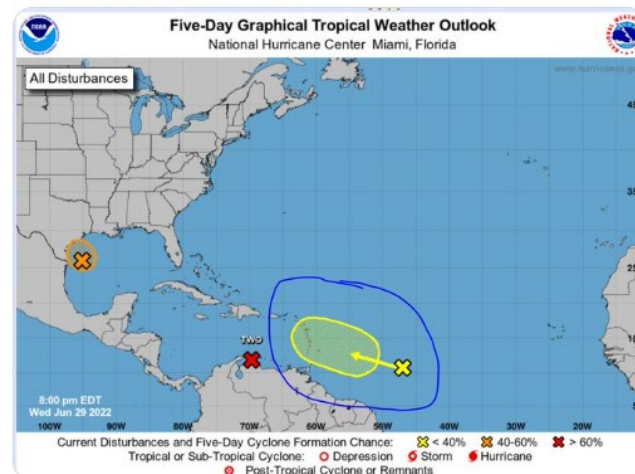 Five-Day Graphical Tropical Weather Outlook
National Hurricane Center Miami, Florida
All Disturbances
45
35
25
TWO
8:00 pm EDT
Wed Jun 29 2022
5
100W 90W 80W 70W 60W 50W 40W 30W 20W
Current Disturbances and Five-Day Cyclone Formation Chance: < 40% 40-60% > 60%
Tropical or Sub-Tropical Cyclone: Depression Storm Hurricane
Post-Tropical Cyclone or Remnants